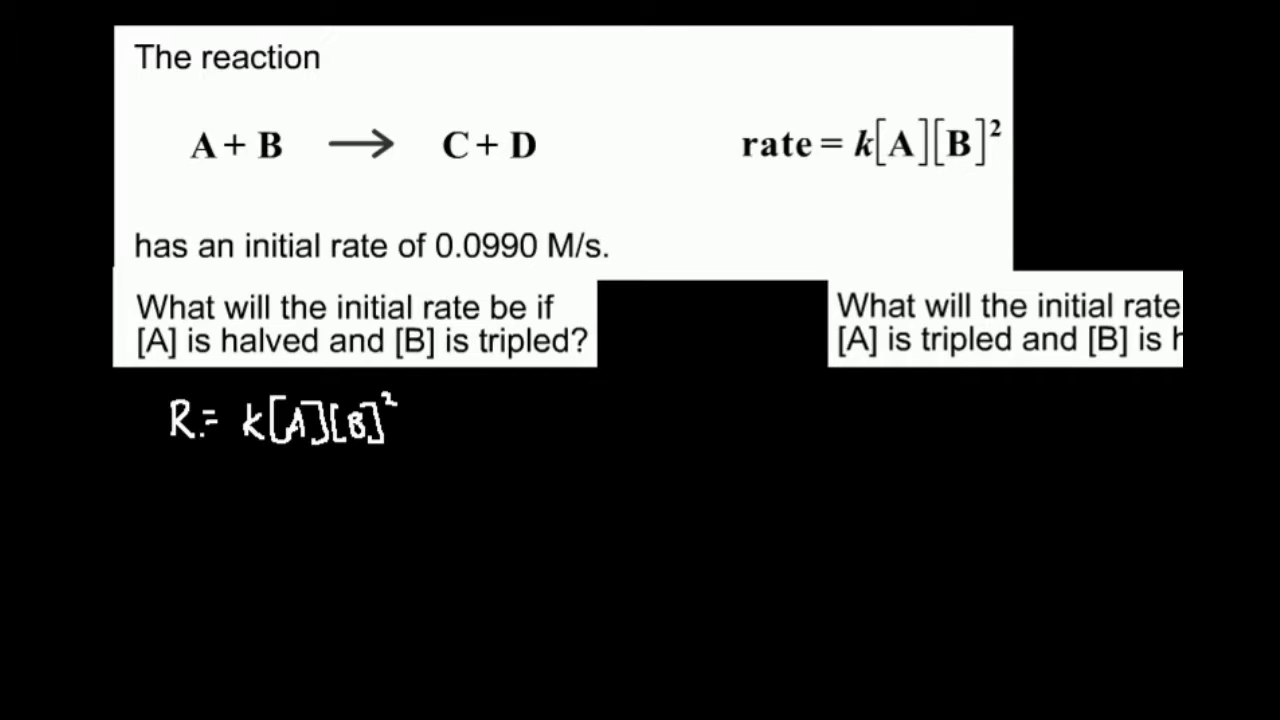 The reaction
A + B → C + D
rate = k[A][B]²
has an initial rate of 0.0990 M/s.
What will the initial rate be if
[A] is halved and [B] is tripled?
What will the initial rate
[A] is tripled and [B] is
R.= k[A][B]²